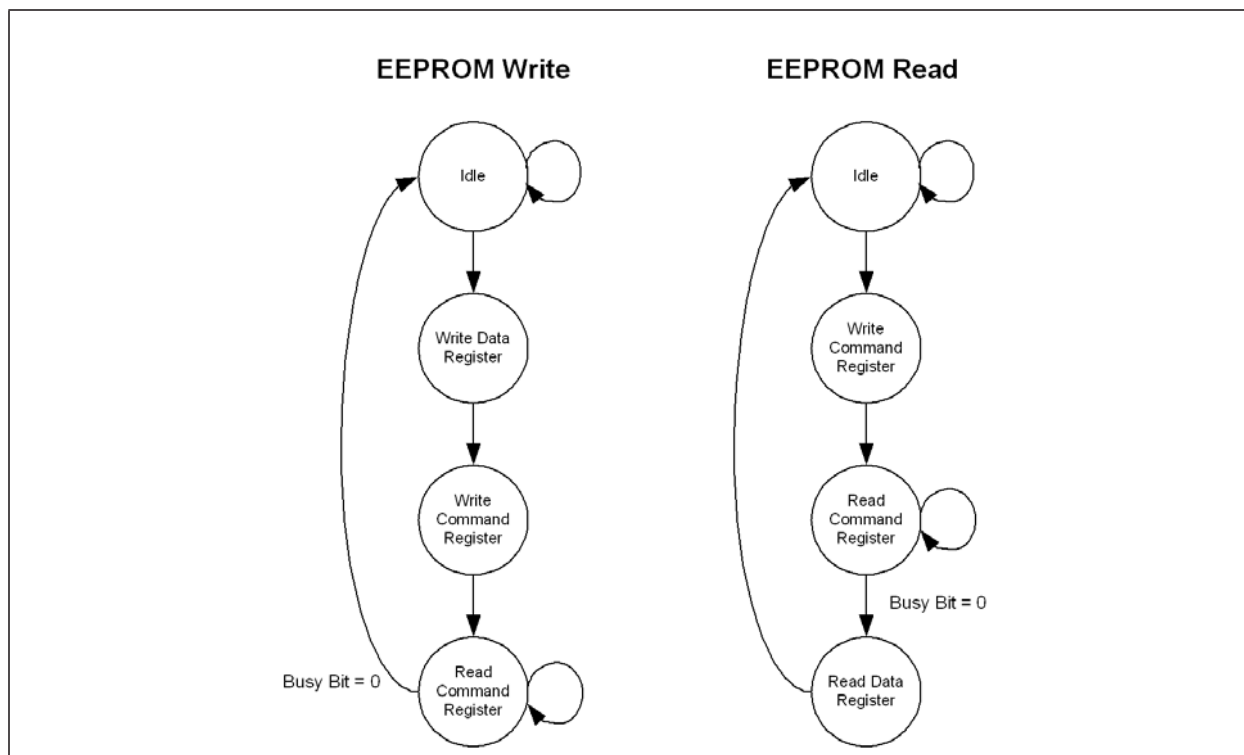 EEPROM Write
Idle
Write Data
Register
Write
Command
Register
Read
Command
Register
Busy Bit = 0
EEPROM Read
Idle
Write
Command
Register
Read
Command
Register
Busy Bit = 0
Read Data
Register